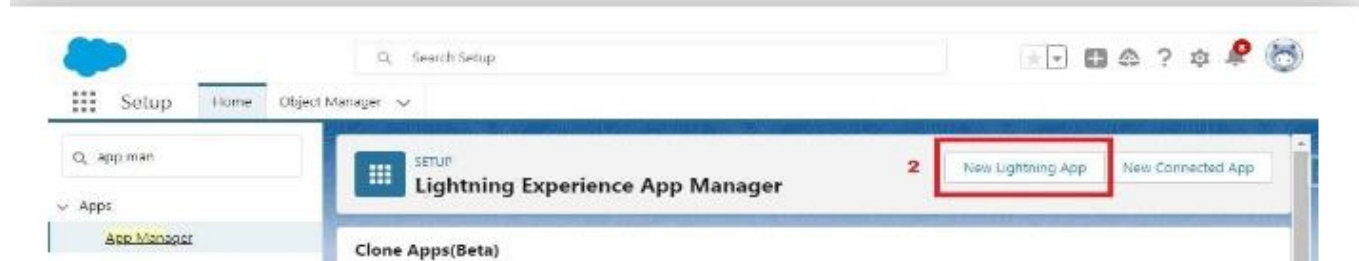 Search Setup
Setup Home Object Manager
app man
SETUP
Lightning Experience App Manager
2
New Lightning App
New Connected App
Apps
App Manager
Clone Apps(Beta)